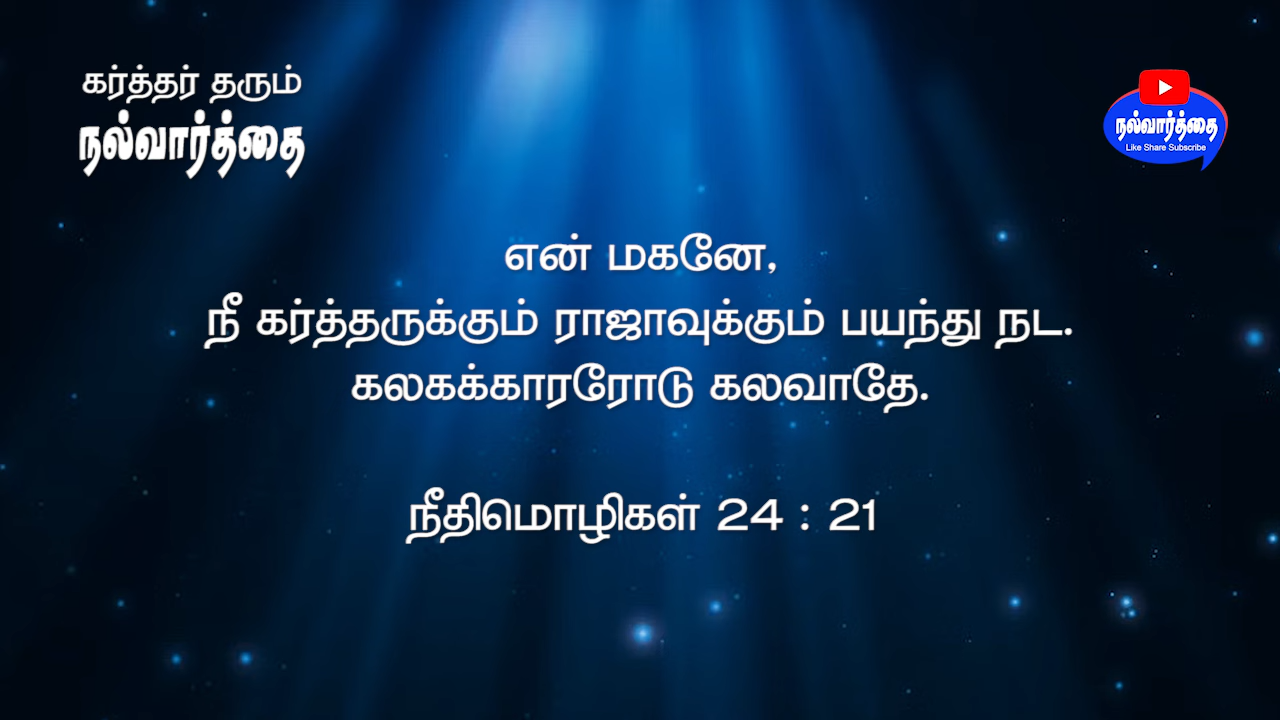 கர்த்தர் தரும்
நல்வார்த்தை
நல்வார்த்தை
Like Share Subscribe
என் மகனே,
நீ கர்த்தருக்கும் ராஜாவுக்கும் பயந்து நட.
கலகக்காரரோடு கலவாதே.
நீதிமொழிகள் 24 : 21